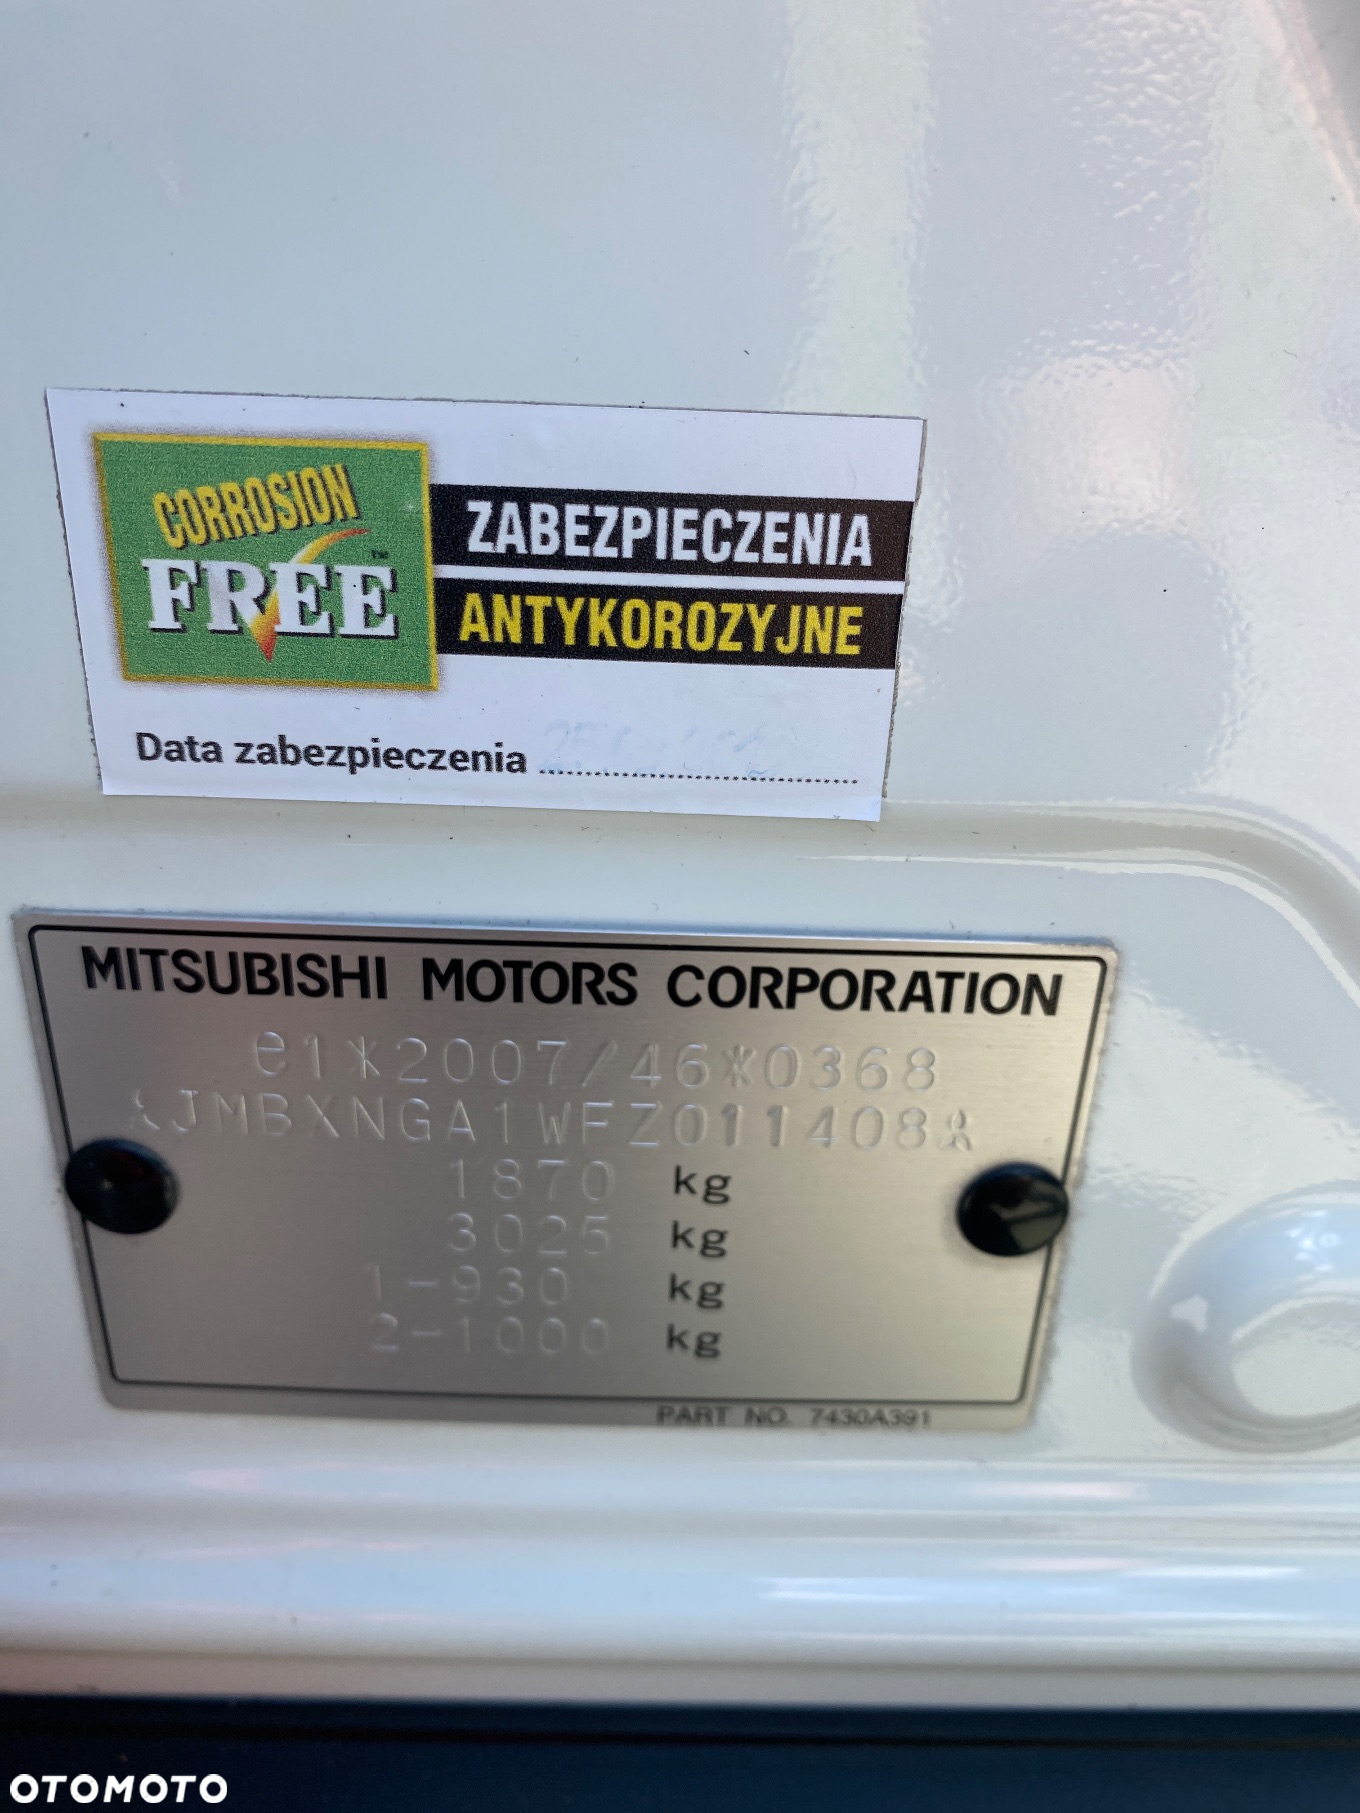 CORROSION
FREE™
ZABEZPIECZENIA
ANTYKOROZYJNE
Data zabezpieczenia
MITSUBISHI MOTORS CORPORATION
e1*2007/46*0368
JMBXNGA1WFZ011408
1870 kg
3025 kg
1-930 kg
2-1000 kg
PART NO. 7430A391
OTOMOTO